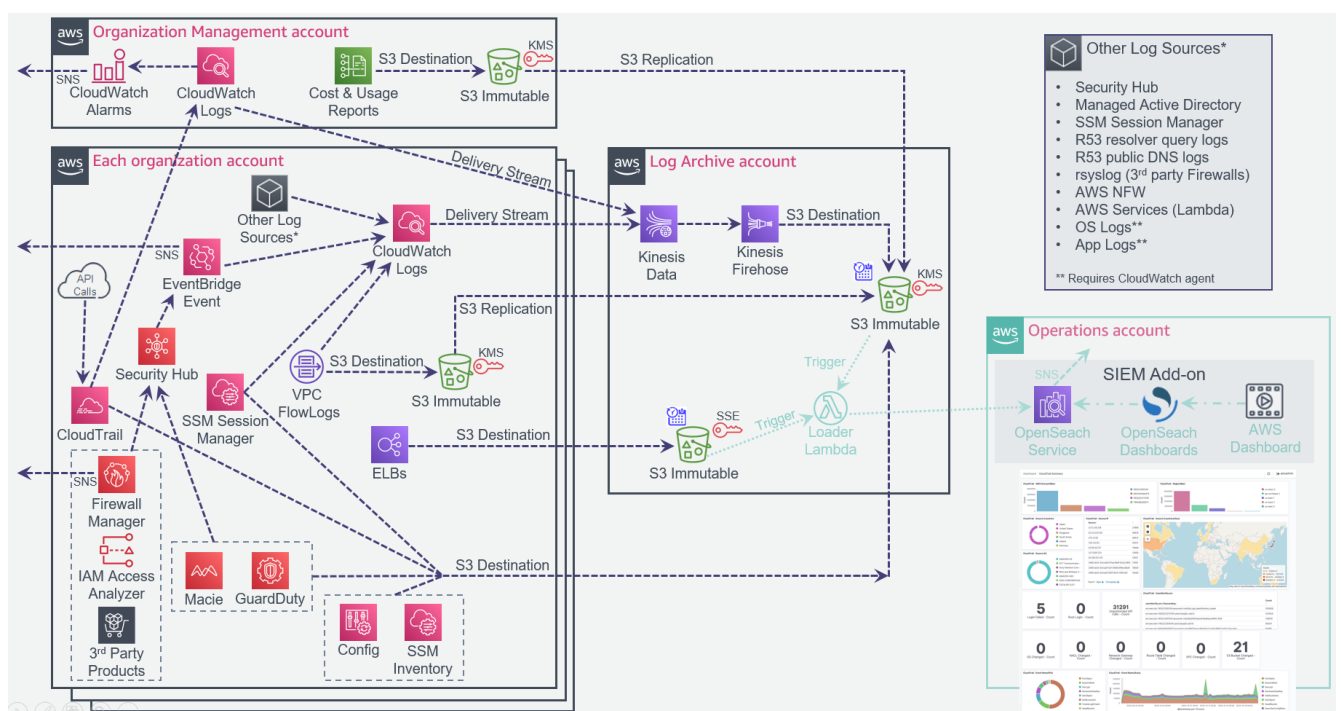 aws
Organization Management account
SNS
CloudWatch
Alarms
CloudWatch
Logs
Cost & Usage
Reports
S3 Destination
KMS
S3 Immutable
S3 Replication
aws
Each organization account
Delivery Stream
Other Log
Sources*
CloudWatch
Logs
Delivery Stream
SNS
EventBridge
Event
API
Calls
Security Hub
CloudTrail
SSM Session
Manager
VPC
FlowLogs
S3 Destination
KMS
S3 Immutable
S3 Replication
ELBs
S3 Destination
SNS
Firewall
Manager
IAM Access
Analyzer
3rd Party
Products
Macie
GuardDuty
S3 Destination
Config
SSM
Inventory
aws
Log Archive account
Kinesis
Data
Kinesis
Firehose
S3 Destination
KMS
S3 Immutable
Trigger
SSE
S3 Immutable
Trigger
Loader
Lambda
Other Log Sources*
• Security Hub
• Managed Active Directory
• SSM Session Manager
• R53 resolver query logs
• R53 public DNS logs
• rsyslog (3rd party Firewalls)
• AWS NFW
• AWS Services (Lambda)
• OS Logs**
• App Logs**
** Requires CloudWatch agent
aws
Operations account
SNS
SIEM Add-on
OpenSeach
Service
OpenSeach
Dashboards
AWS
Dashboard
5
0
31291
0
0
0
0
0
21